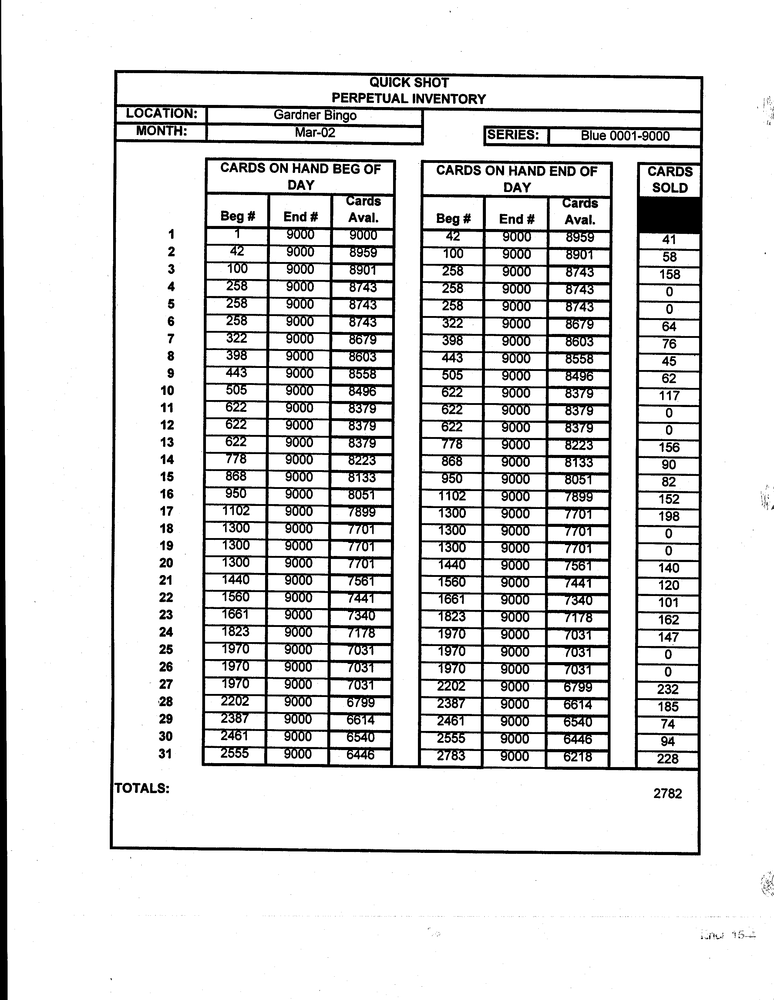 QUICK SHOT
PERPETUAL INVENTORY
LOCATION: Gardner Bingo
MONTH: Mar-02 SERIES: Blue 0001-9000
CARDS ON HAND BEG OF DAY CARDS ON HAND END OF DAY CARDS SOLD
Beg # End # Cards Aval. Beg # End # Cards Aval.
1 1 9000 9000 42 9000 8959 41
2 42 9000 8959 100 9000 8901 58
3 100 9000 8901 258 9000 8743 158
4 258 9000 8743 258 9000 8743 0
5 258 9000 8743 258 9000 8743 0
6 258 9000 8743 322 9000 8679 64
7 322 9000 8679 398 9000 8603 76
8 398 9000 8603 443 9000 8558 45
9 443 9000 8558 505 9000 8496 62
10 505 9000 8496 622 9000 8379 117
11 622 9000 8379 622 9000 8379 0
12 622 9000 8379 622 9000 8379 0
13 622 9000 8379 778 9000 8223 156
14 778 9000 8223 868 9000 8133 90
15 868 9000 8133 950 9000 8051 82
16 950 9000 8051 1102 9000 7899 152
17 1102 9000 7899 1300 9000 7701 198
18 1300 9000 7701 1300 9000 7701 0
19 1300 9000 7701 1300 9000 7701 0
20 1300 9000 7701 1440 9000 7561 140
21 1440 9000 7561 1560 9000 7441 120
22 1560 9000 7441 1661 9000 7340 101
23 1661 9000 7340 1823 9000 7178 162
24 1823 9000 7178 1970 9000 7031 147
25 1970 9000 7031 1970 9000 7031 0
26 1970 9000 7031 1970 9000 7031 0
27 1970 9000 7031 2202 9000 6799 232
28 2202 9000 6799 2387 9000 6614 185
29 2387 9000 6614 2461 9000 6540 74
30 2461 9000 6540 2555 9000 6446 94
31 2555 9000 6446 2783 9000 6218 228
TOTALS: 2782